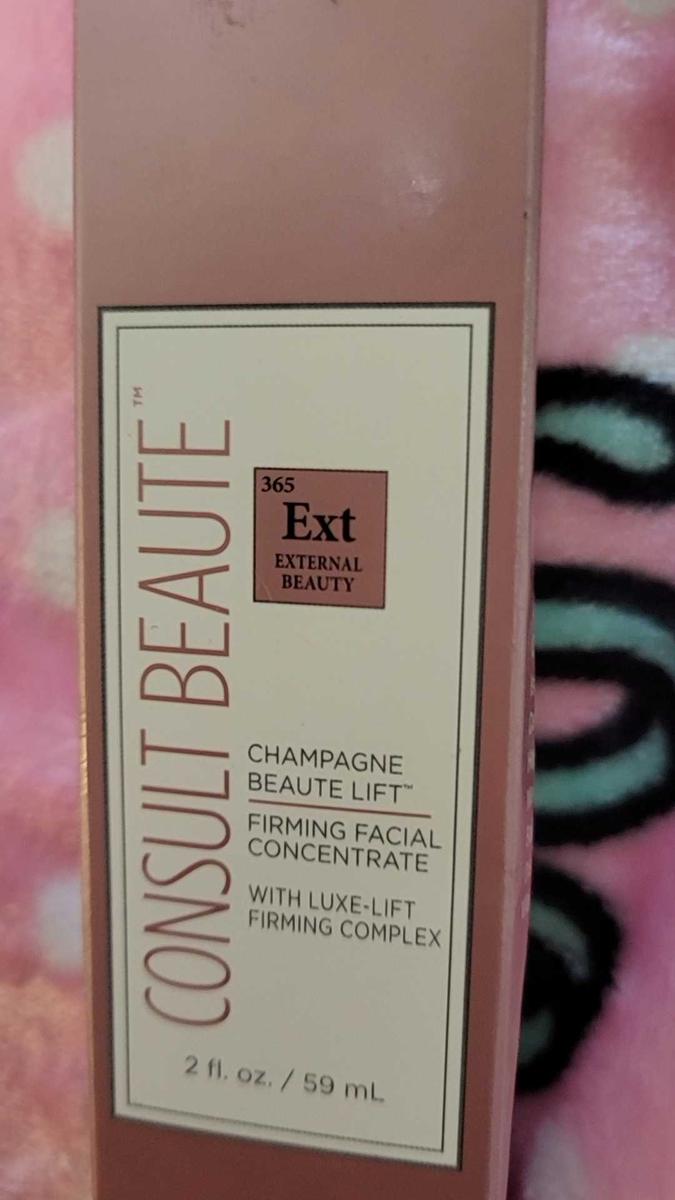 CONSULT BEAUTE™
365
Ext
EXTERNAL
BEAUTY
CHAMPAGNE
BEAUTE LIFT™
FIRMING FACIAL
CONCENTRATE
WITH LUXE-LIFT
FIRMING COMPLEX
2 fl. oz. / 59 mL